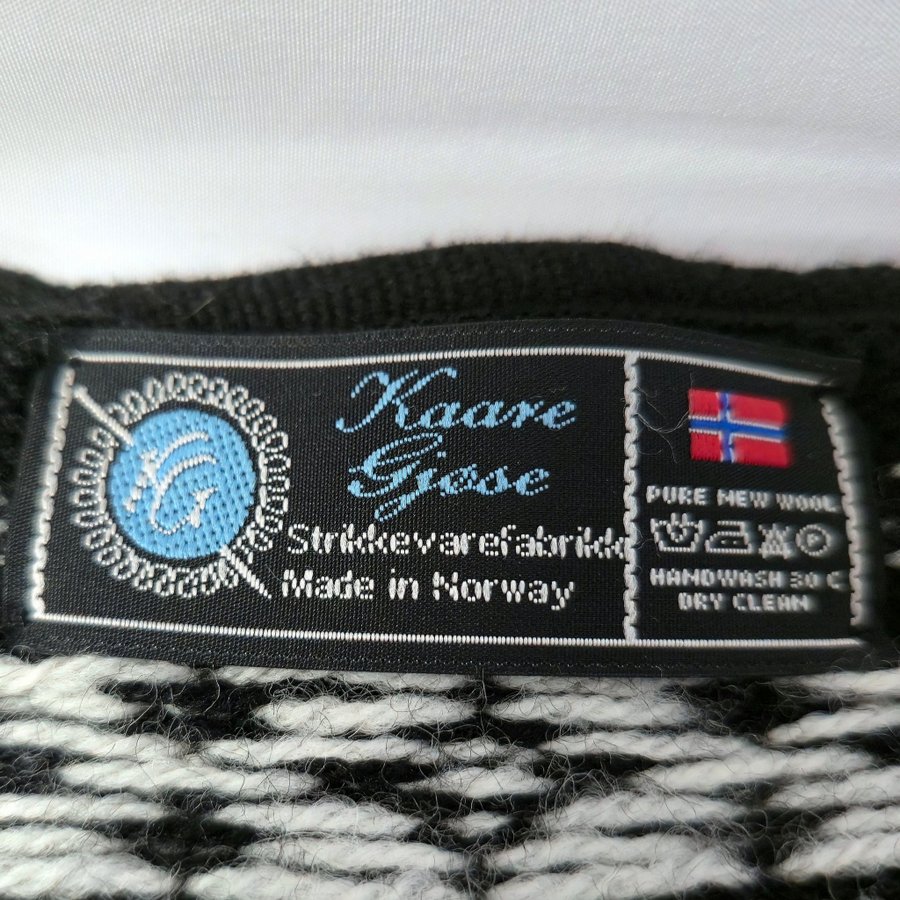 KG
Kaare
Gjøse
Strikkevarefabrikk
Made in Norway
PURE NEW WOOL
HANDWASH 30 C
DRY CLEAN